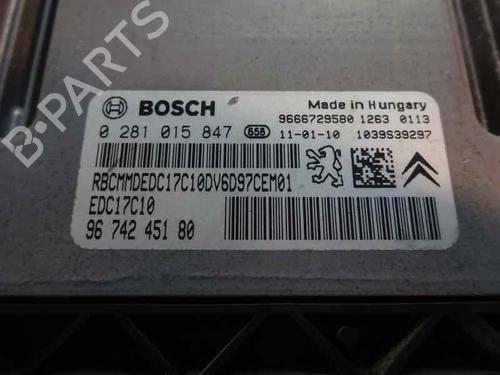 BOSCH
Made in Hungary
9666729580 1263 0113
0 281 015 847 658 11-01-10 1039S39297
RBCMMDEDC17C10DV6D97CEM01
EDC17C10
96 742 451 80
B-PARTS